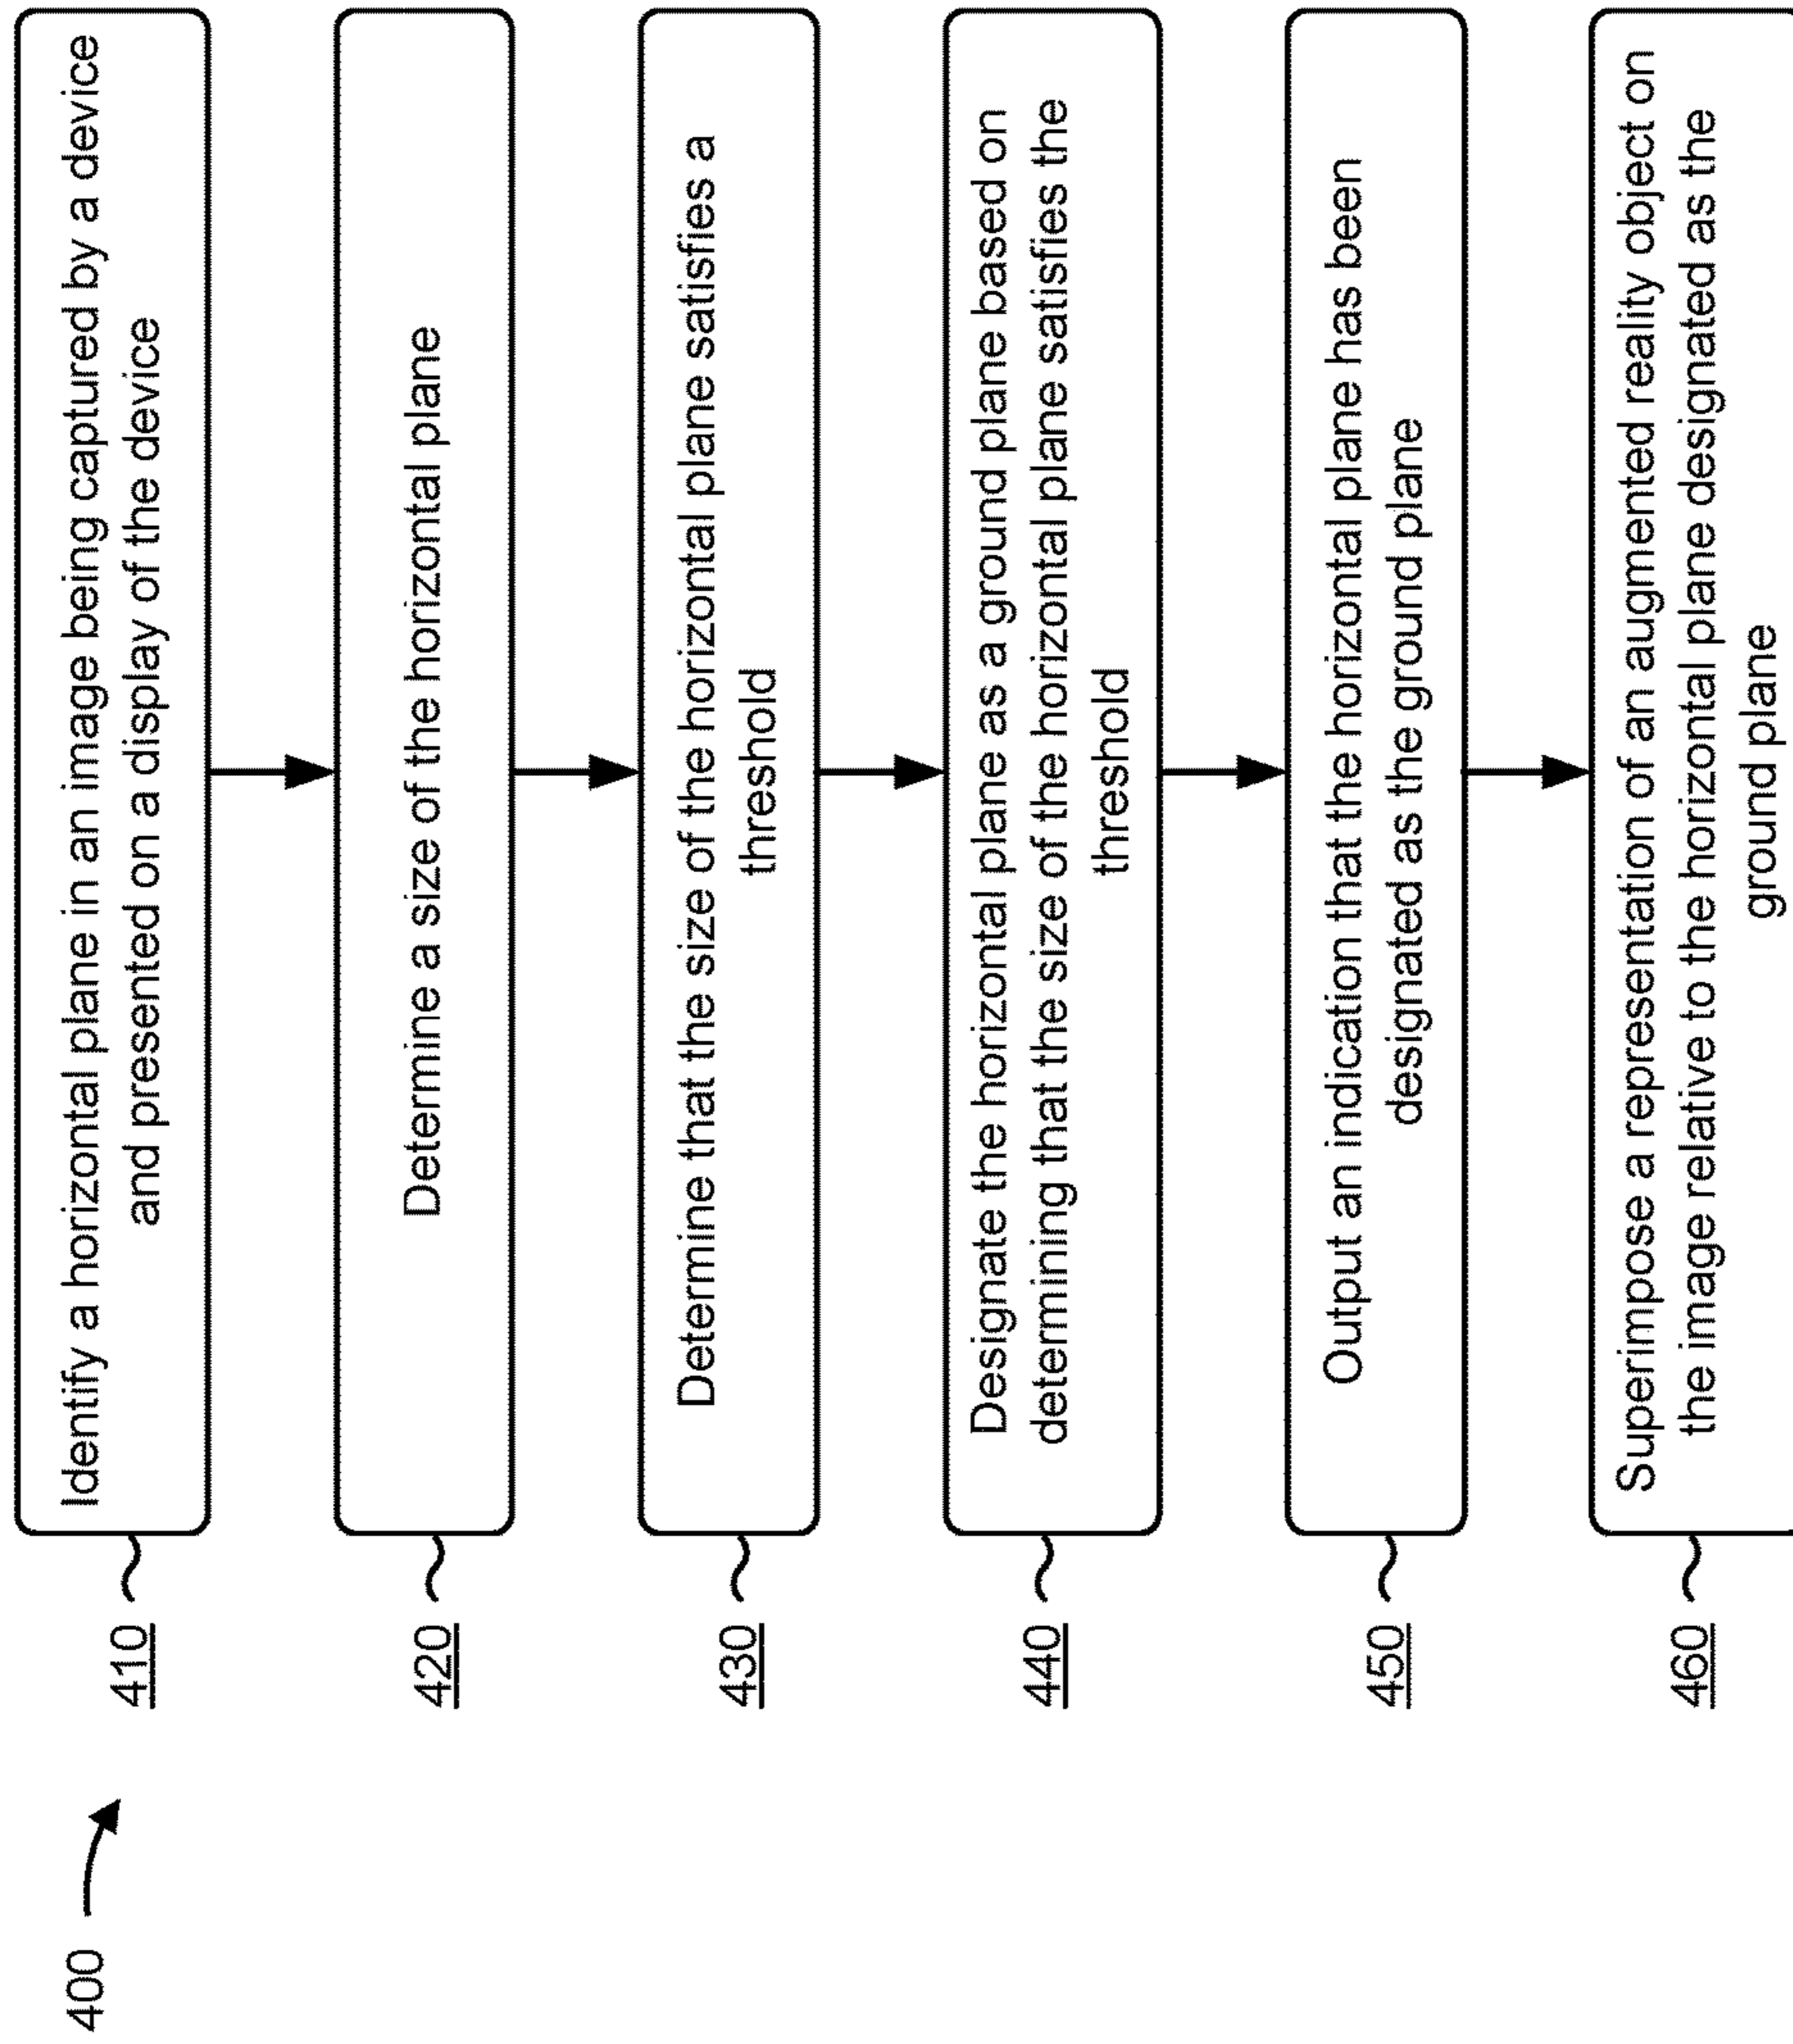 400
410
Identify a horizontal plane in an image being captured by a device
and presented on a display of the device
420
Determine a size of the horizontal plane
430
Determine that the size of the horizontal plane satisfies a
threshold
440
Designate the horizontal plane as a ground plane based on
determining that the size of the horizontal plane satisfies the
threshold
450
Output an indication that the horizontal plane has been
designated as the ground plane
460
Superimpose a representation of an augmented reality object on
the image relative to the horizontal plane designated as the
ground plane